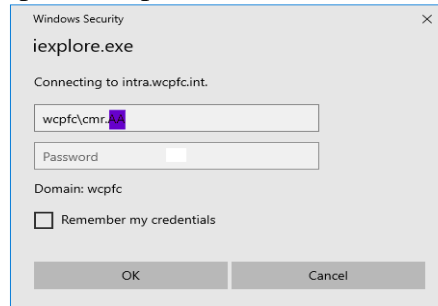 Windows Security
iexplore.exe
Connecting to intra.wcpfc.int.
wcpfc\cmr.AA
Password
Domain: wcpfc
Remember my credentials
OK Cancel